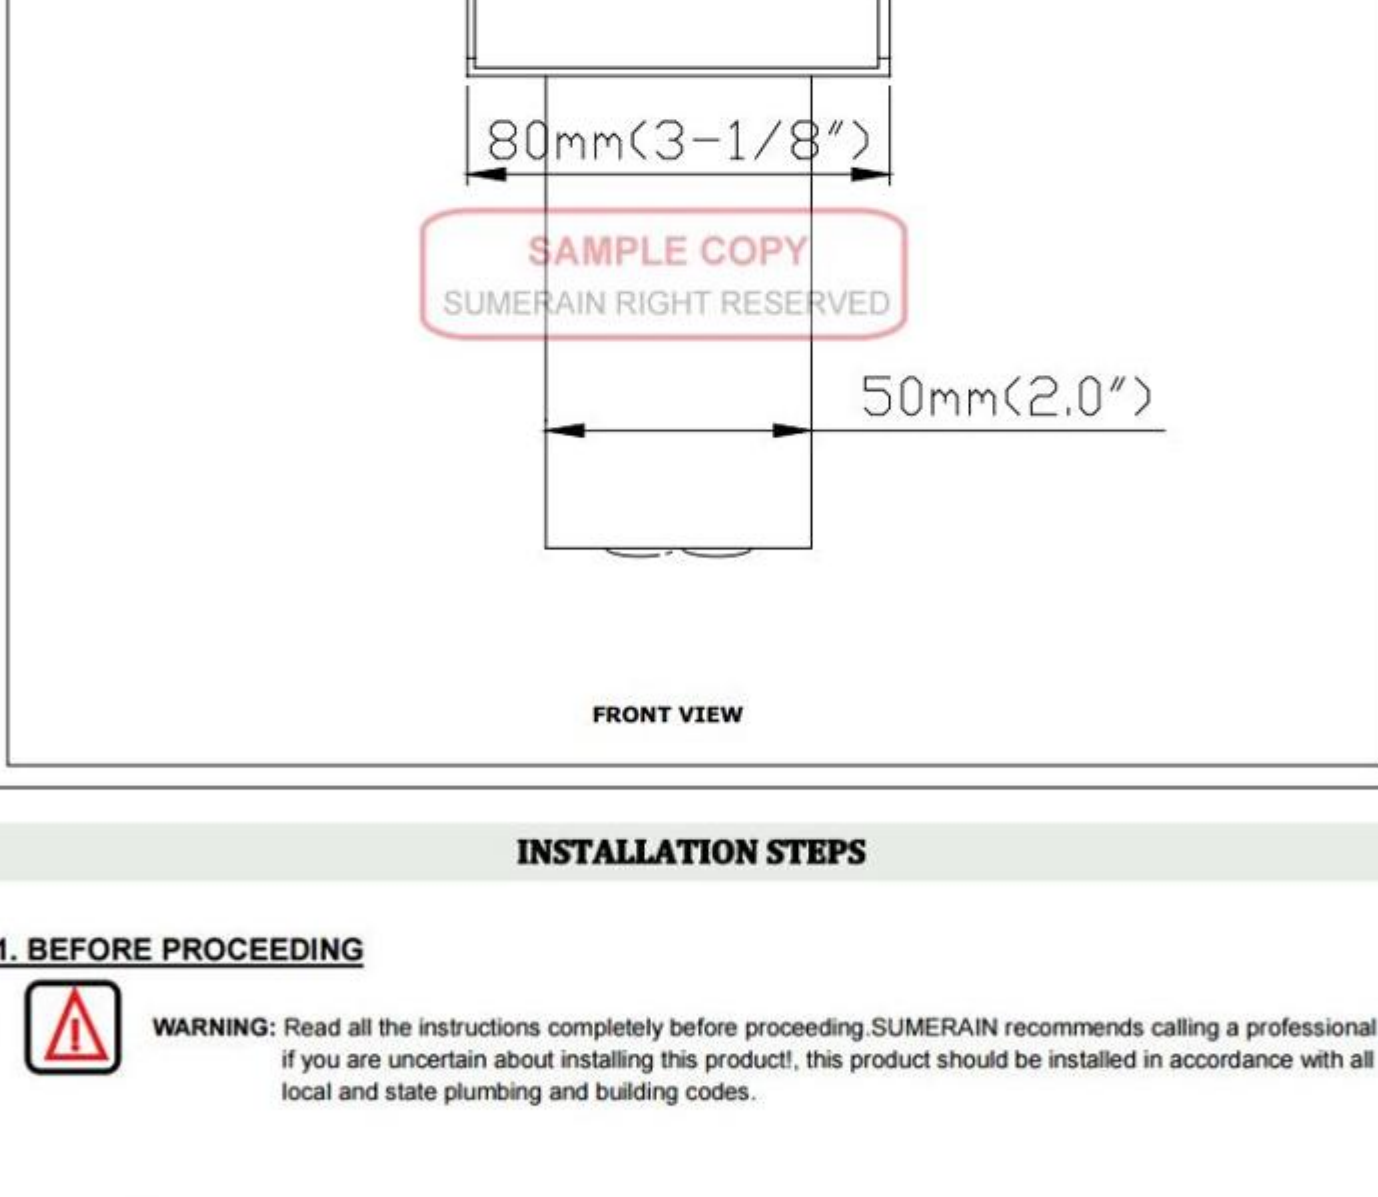 80mm(3-1/8")
SAMPLE COPY
SUMERAIN RIGHT RESERVED
50mm(2.0")
FRONT VIEW
INSTALLATION STEPS
1. BEFORE PROCEEDING
WARNING: Read all the instructions completely before proceeding.SUMERAIN recommends calling a professional
if you are uncertain about installing this product!, this product should be installed in accordance with all
local and state plumbing and building codes.